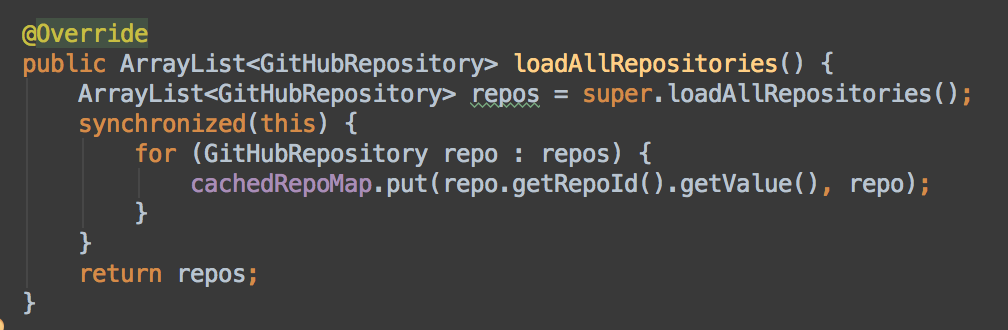 @Override
public ArrayList<GitHubRepository> loadAllRepositories() {
    ArrayList<GitHubRepository> repos = super.loadAllRepositories();
    synchronized(this) {
        for (GitHubRepository repo : repos) {
            cachedRepoMap.put(repo.getRepoId().getValue(), repo);
        }
    }
    return repos;
}